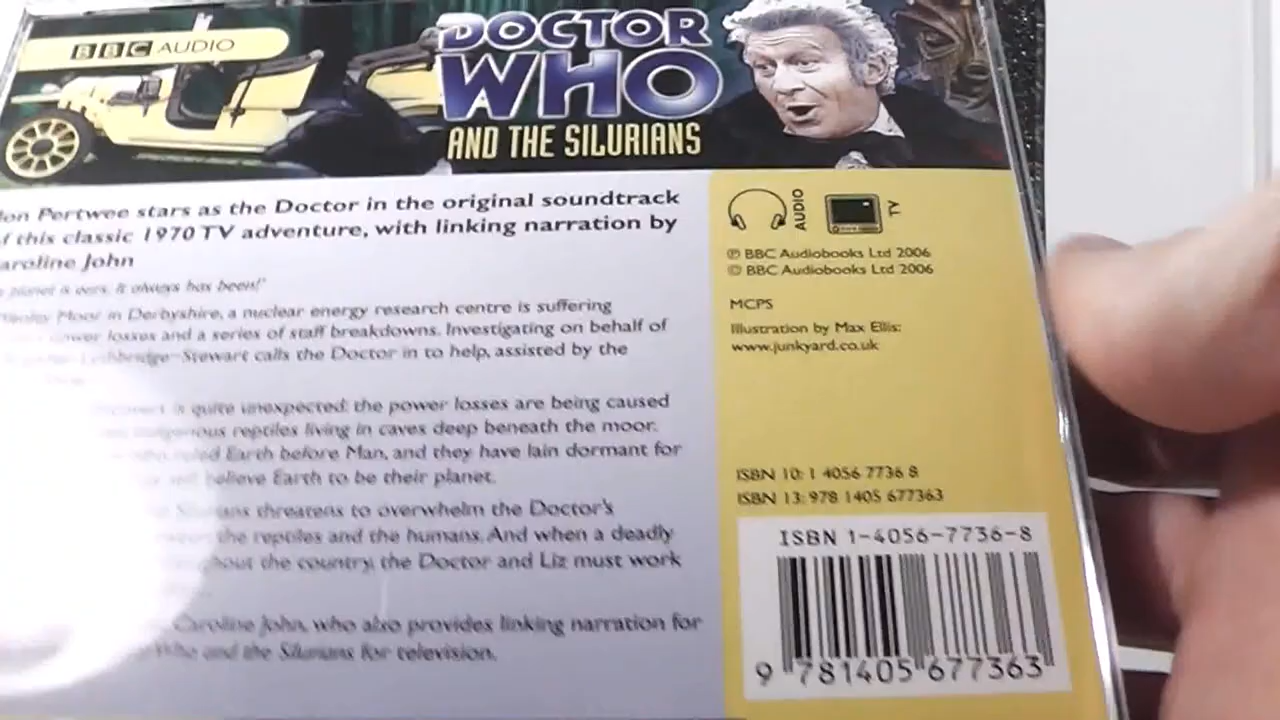 BBC AUDIO
DOCTOR
WHO
AND THE SILURIANS
Pertwee stars as the Doctor in the original soundtrack
this classic 1970 TV adventure, with linking narration by
John
planet is ours. It always has been!'
Moor in Derbyshire, a nuclear energy research centre is suffering
losses and a series of staff breakdowns. Investigating on behalf of
Lethbridge-Stewart calls the Doctor in to help, assisted by the
is quite unexpected: the power losses are being caused
reptiles living in caves deep beneath the moor.
ruled Earth before Man, and they have lain dormant for
believe Earth to be their planet.
Silurians threatens to overwhelm the Doctor's
the reptiles and the humans. And when a deadly
the country, the Doctor and Liz must work
Caroline John, who also provides linking narration for
Who and the Silurians for television.
AUDIO
TV
℗ BBC Audiobooks Ltd 2006
© BBC Audiobooks Ltd 2006
MCPS
Illustration by Max Ellis:
www.junkyard.co.uk
ISBN 10: 1 4056 7736 8
ISBN 13: 978 1405 677363
ISBN 1-4056-7736-8
9 781405 677363